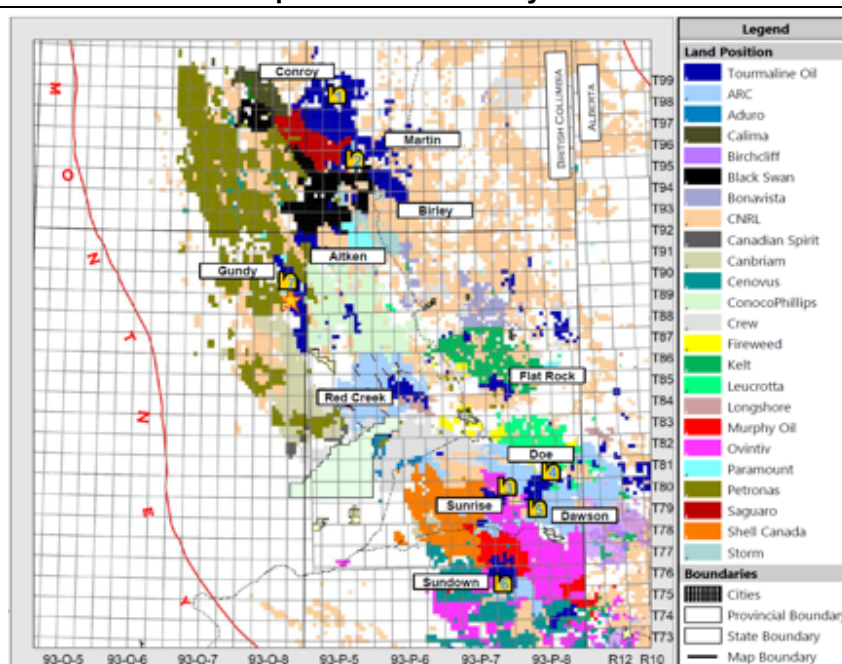 Legend
Land Position
Tourmaline Oil
ARC
Aduro
Calima
Birchcliff
Black Swan
Bonavista
CNRL
Canadian Spirit
Canbriam
Cenovus
ConocoPhillips
Crew
Fireweed
Kelt
Leucrotta
Longshore
Murphy Oil
Ovintiv
Paramount
Petronas
Saguaro
Shell Canada
Storm
Boundaries
Cities
Provincial Boundary
State Boundary
Map Boundary
Conroy
Martin
Birley
Aitken
Gundy
Flat Rock
Red Creek
Doe
Sunrise
Dawson
Sundown
BRITISH COLUMBIA
ALBERTA
M
O
N
T
N
E
Y
T99
T98
T97
T96
T95
T94
T93
T92
T91
T90
T89
T88
T87
T86
T85
T84
T83
T82
T81
T80
T79
T78
T77
T76
T75
T74
T73
93-O-5 93-O-6 93-O-7 93-O-8 93-P-5 93-P-6 93-P-7 93-P-8 R12 R10